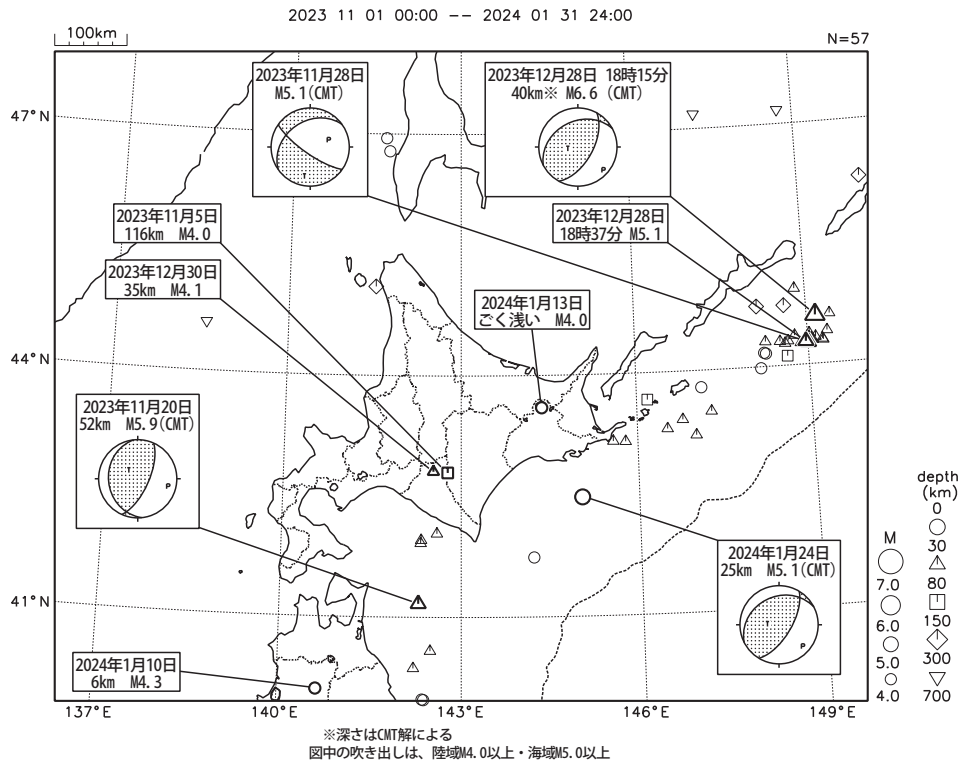 2023 11 01 00:00 -- 2024 01 31 24:00
100km
N=57
2023年11月28日
M5.1(CMT)
P
T
2023年12月28日 18時15分
40km※ M6.6 (CMT)
T
P
47°N
2023年11月5日
116km M4.0
2023年12月28日
18時37分 M5.1
2023年12月30日
35km M4.1
2024年1月13日
ごく浅い M4.0
44°N
2023年11月20日
52km M5.9(CMT)
T
P
2024年1月24日
25km M5.1(CMT)
T
P
41°N
2024年1月10日
6km M4.3
137°E
140°E
143°E
146°E
149°E
M
7.0
6.0
5.0
4.0
depth
(km)
0
30
80
150
300
700
※深さはCMT解による
図中の吹き出しは、陸域M4.0以上・海域M5.0以上